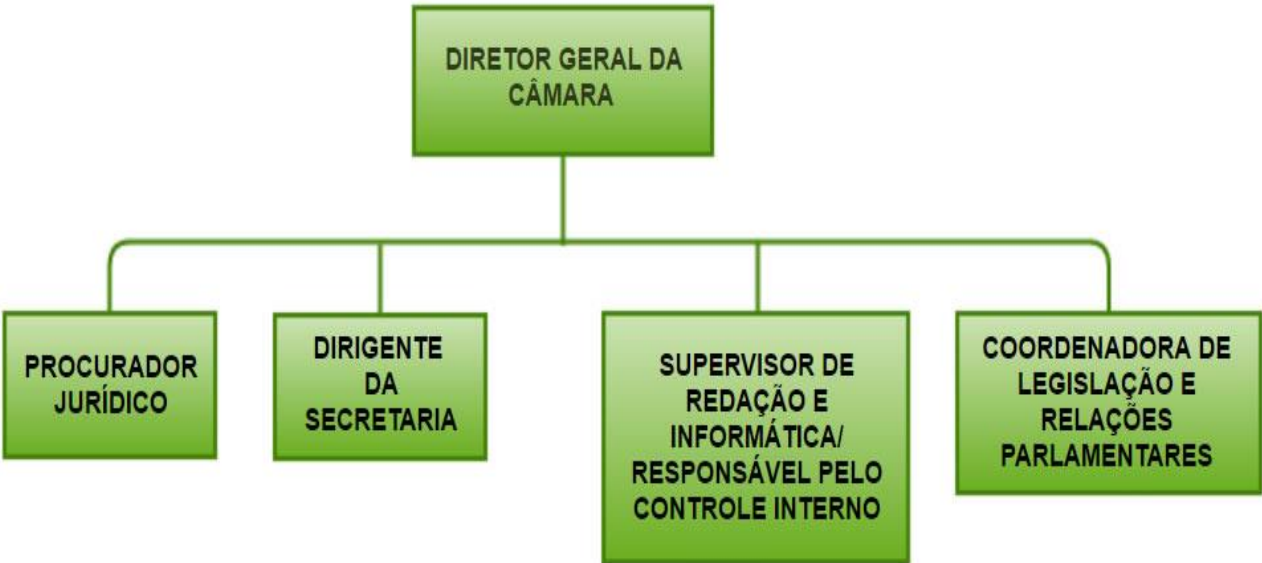 DIRETOR GERAL DA
CÂMARA
PROCURADOR
JURÍDICO
DIRIGENTE
DA
SECRETARIA
SUPERVISOR DE
REDAÇÃO E
INFORMÁTICA/
RESPONSÁVEL PELO
CONTROLE INTERNO
COORDENADORA DE
LEGISLAÇÃO E
RELAÇÕES
PARLAMENTARES